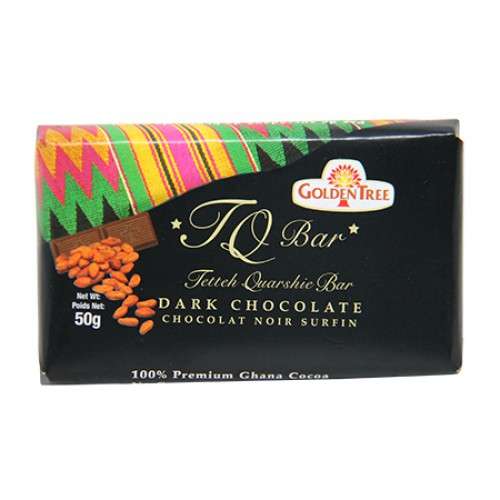 GOLDEN TREE
TQ Bar
Tetteh Quarshie Bar
DARK CHOCOLATE
CHOCOLAT NOIR SURFIN
Net Wt:
Poids Net:
50g
100% Premium Ghana Cocoa